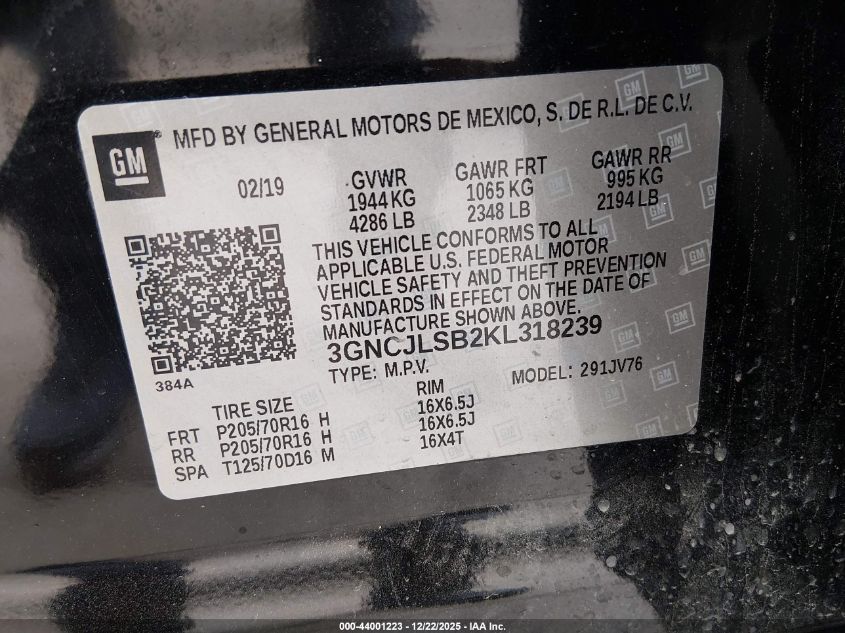 GM
MFD BY GENERAL MOTORS DE MEXICO, S. DE R.L. DE C.V.
02/19 GVWR GAWR FRT GAWR RR
1944 KG 1065 KG 995 KG
4286 LB 2348 LB 2194 LB
THIS VEHICLE CONFORMS TO ALL
APPLICABLE U.S. FEDERAL MOTOR
VEHICLE SAFETY AND THEFT PREVENTION
STANDARDS IN EFFECT ON THE DATE OF
MANUFACTURE SHOWN ABOVE.
3GNCJLSB2KL318239
384A
TYPE: M.P.V. MODEL: 291JV76
TIRE SIZE RIM
FRT P205/70R16 H 16X6.5J
RR P205/70R16 H 16X6.5J
SPA T125/70D16 M 16X4T
000-44001223 - 12/22/2025 - IAA Inc.